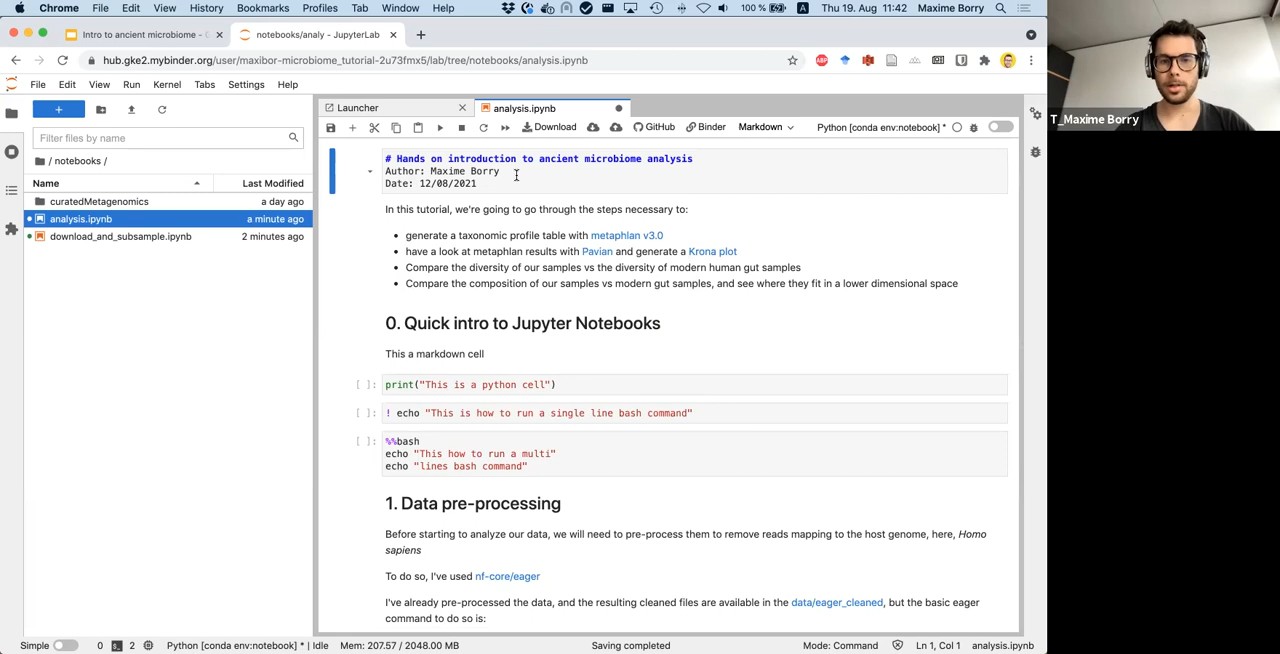 Chrome File Edit View History Bookmarks Profiles Tab Window Help 100 % A Thu 19. Aug 11:42 Maxime Borry
Intro to ancient microbiome - notebooks/analy - JupyterLab
hub.gke2.mybinder.org/user/maxibor-microbiome_tutorial-2u73fmx5/lab/tree/notebooks/analysis.ipynb
ABP
File Edit View Run Kernel Tabs Settings Help
Launcher analysis.ipynb
Download GitHub Binder Markdown Python [conda env:notebook] *
Filter files by name
/ notebooks /
Name Last Modified
curatedMetagenomics a day ago
analysis.ipynb a minute ago
download_and_subsample.ipynb 2 minutes ago
# Hands on introduction to ancient microbiome analysis
Author: Maxime Borry
Date: 12/08/2021
In this tutorial, we're going to go through the steps necessary to:
• generate a taxonomic profile table with metaphlan v3.0
• have a look at metaphlan results with Pavian and generate a Krona plot
• Compare the diversity of our samples vs the diversity of modern human gut samples
• Compare the composition of our samples vs modern gut samples, and see where they fit in a lower dimensional space
0. Quick intro to Jupyter Notebooks
This a markdown cell
[ ]: print("This is a python cell")
! echo "This is how to run a single line bash command"
[ ]: %%bash
echo "This how to run a multi"
echo "lines bash command"
1. Data pre-processing
Before starting to analyze our data, we will need to pre-process them to remove reads mapping to the host genome, here, Homo
sapiens
To do so, I've used nf-core/eager
I've already pre-processed the data, and the resulting cleaned files are available in the data/eager_cleaned, but the basic eager
command to do so is:
Simple 0 2 Python [conda env:notebook] * | Idle Mem: 207.57 / 2048.00 MB Saving completed Mode: Command Ln 1, Col 1 analysis.ipynb
T_Maxime Borry